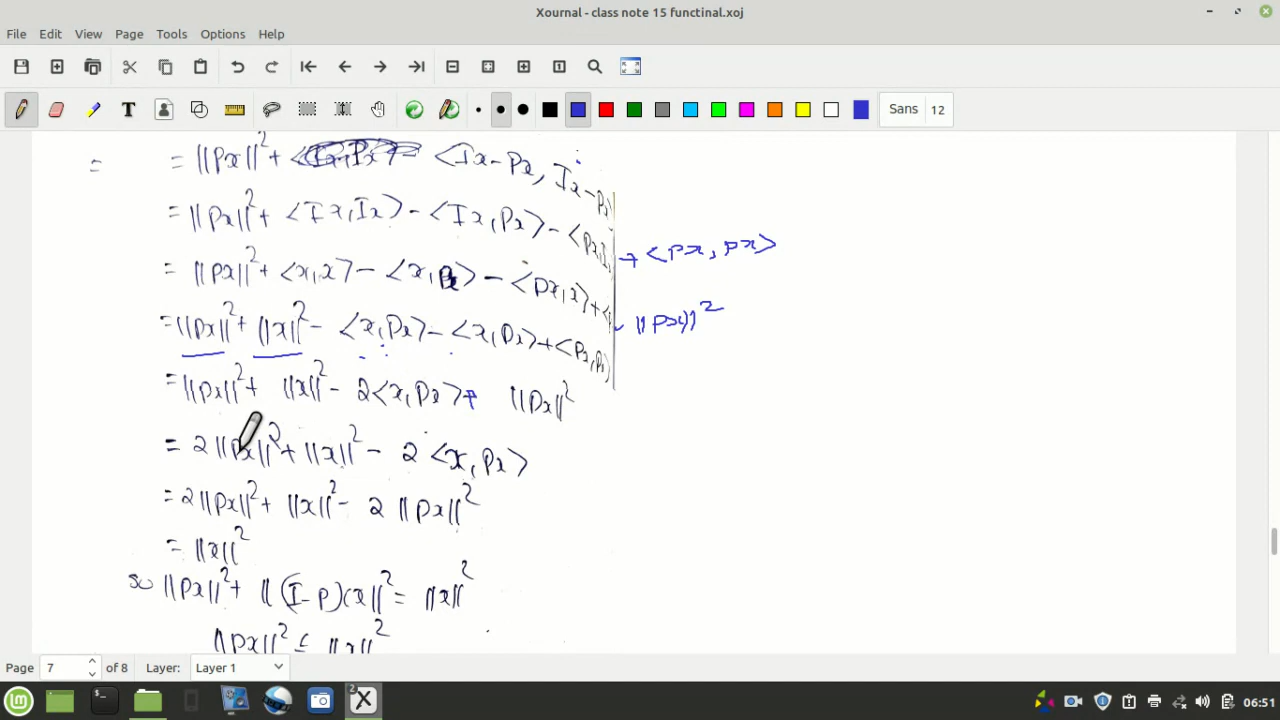 Xournal - class note 15 functinal.xoj
File Edit View Page Tools Options Help
Sans 12
= = ||Px||² + <Ix-Px, Ix-Px>
= ||Px||² + <Ix,Ix> - <Ix,Px> - <Px,I + <Px, Px>
= ||Px||² + <x,x> - <x,Px> - <Px,x> + <
= ||Px||² + ||x||² - <x,Px> - <x,Px> + <Px,Px> ||Px||²
= ||Px||² + ||x||² - 2<x,Px> + ||Px||²
= 2||Px||² + ||x||² - 2<x,Px>
= 2||Px||² + ||x||² - 2||Px||²
= ||x||²
so ||Px||² + ||(I-P)(x||² = ||x||²
||Px||² ≤ ||x||²
Page 7 of 8 Layer: Layer 1
2
06:51